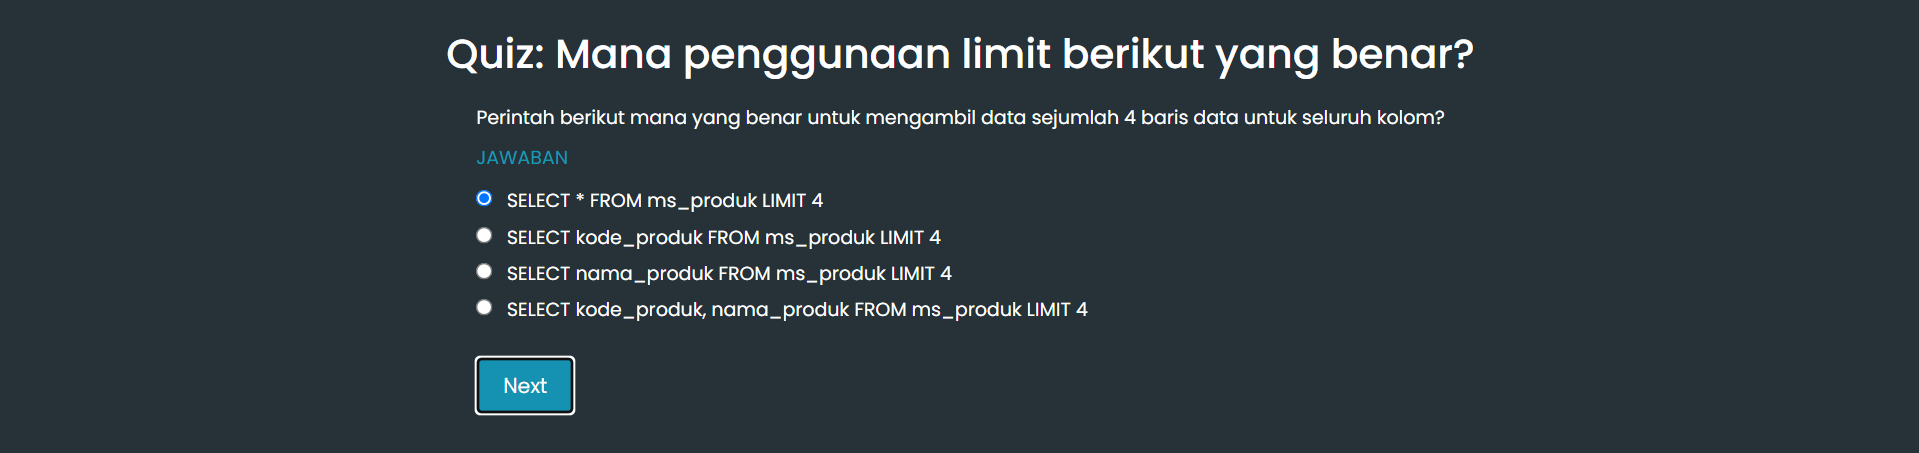 Quiz: Mana penggunaan limit berikut yang benar?
Perintah berikut mana yang benar untuk mengambil data sejumlah 4 baris data untuk seluruh kolom?
JAWABAN
SELECT * FROM ms_produk LIMIT 4
SELECT kode_produk FROM ms_produk LIMIT 4
SELECT nama_produk FROM ms_produk LIMIT 4
SELECT kode_produk, nama_produk FROM ms_produk LIMIT 4
Next